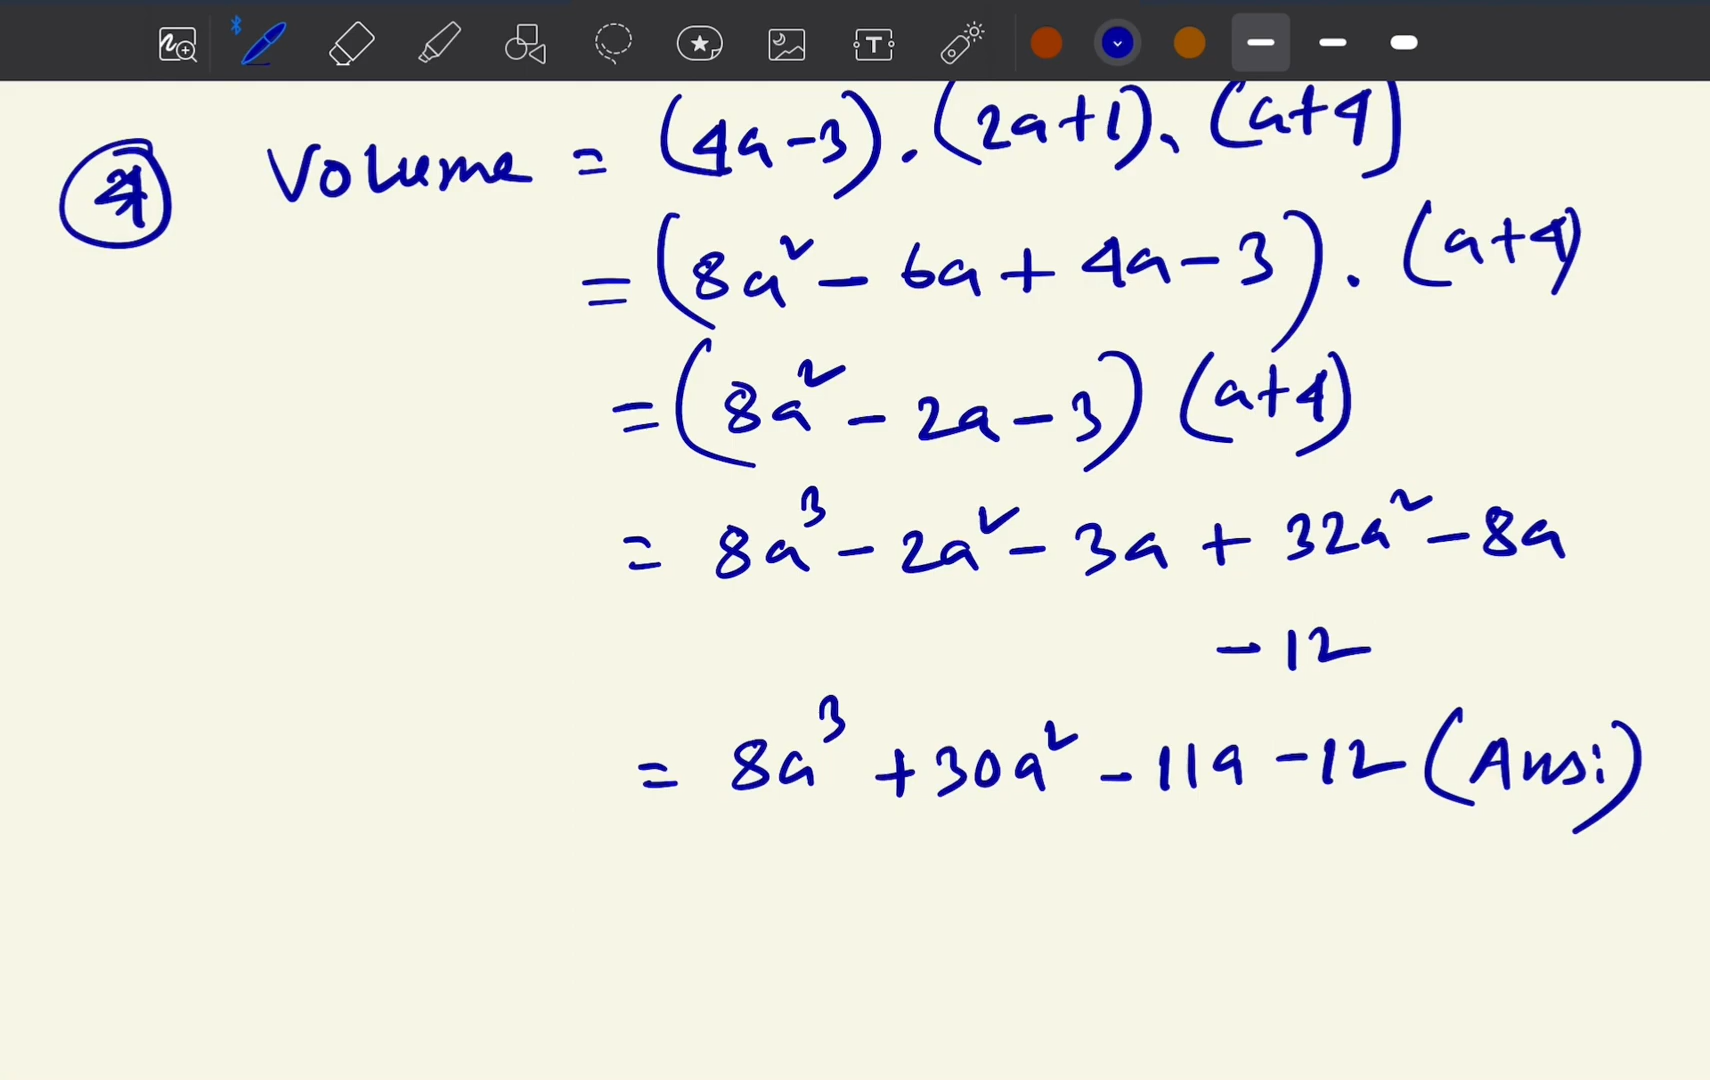 ④ Volume = (4a-3).(2a+1).(a+4)
= (8a² - 6a + 4a - 3).(a+4)
= (8a² - 2a - 3)(a+4)
= 8a³ - 2a² - 3a + 32a² - 8a
- 12
= 8a³ + 30a² - 11a - 12 (Ans:)